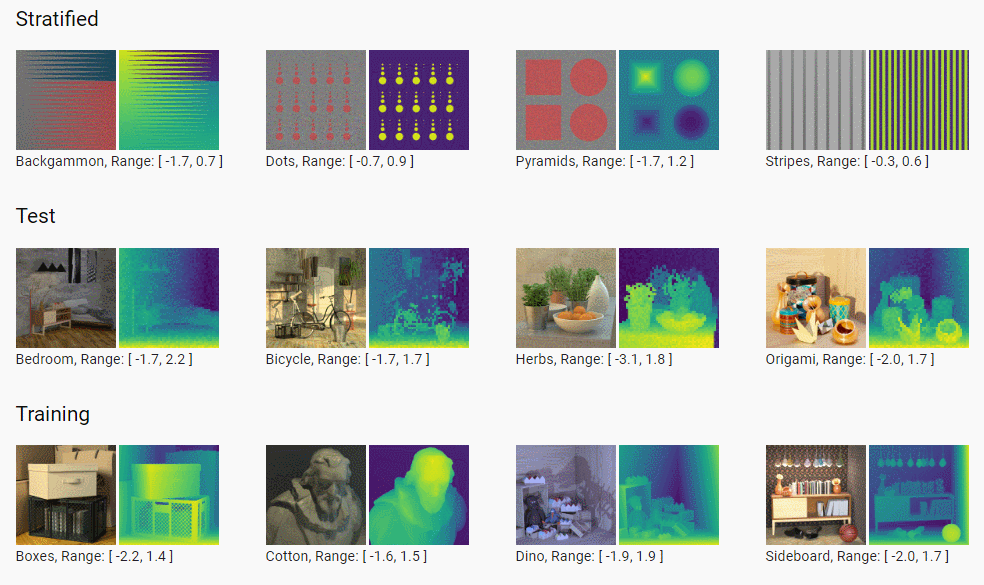 Stratified
Backgammon, Range: [ -1.7, 0.7 ]
Dots, Range: [ -0.7, 0.9 ]
Pyramids, Range: [ -1.7, 1.2 ]
Stripes, Range: [ -0.3, 0.6 ]
Test
Bedroom, Range: [ -1.7, 2.2 ]
Bicycle, Range: [ -1.7, 1.7 ]
Herbs, Range: [ -3.1, 1.8 ]
Origami, Range: [ -2.0, 1.7 ]
Training
Boxes, Range: [ -2.2, 1.4 ]
Cotton, Range: [ -1.6, 1.5 ]
Dino, Range: [ -1.9, 1.9 ]
Sideboard, Range: [ -2.0, 1.7 ]